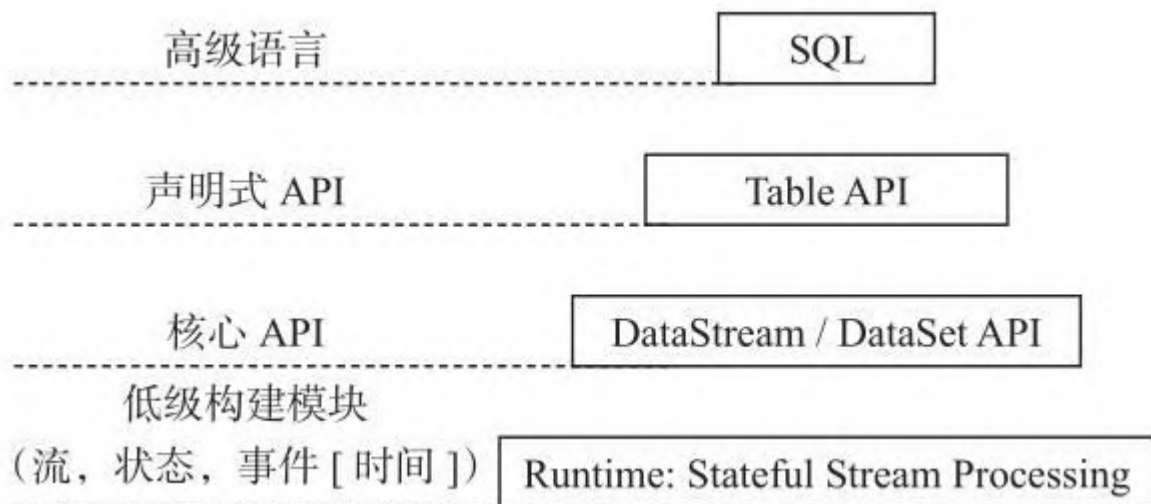 高级语言 SQL
声明式 API Table API
核心 API DataStream / DataSet API
低级构建模块
(流，状态，事件 [ 时间 ]) Runtime: Stateful Stream Processing